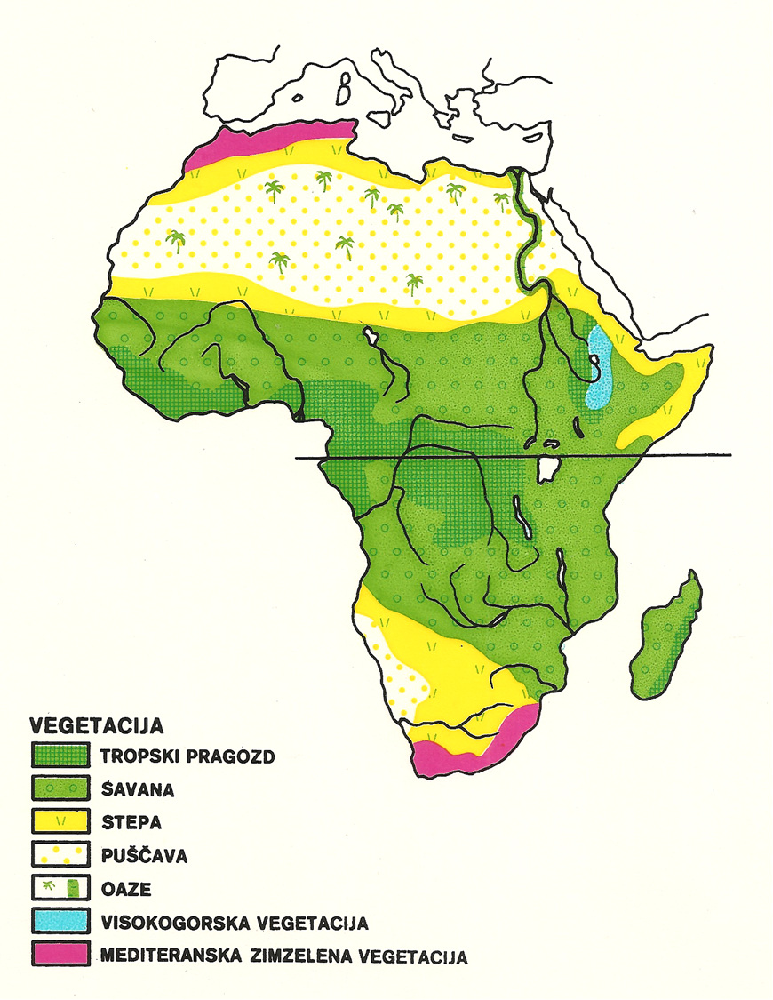 VEGETACIJA
TROPSKI PRAGOZD
SAVANA
STEPA
PUŠČAVA
OAZE
VISOKOGORSKA VEGETACIJA
MEDITERANSKA ZIMZELENA VEGETACIJA